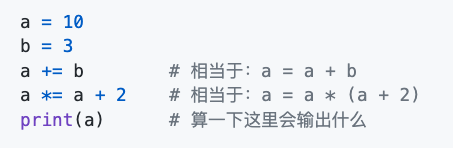 a = 10
b = 3
a += b        # 相当于：a = a + b
a *= a + 2    # 相当于：a = a * (a + 2)
print(a)      # 算一下这里会输出什么